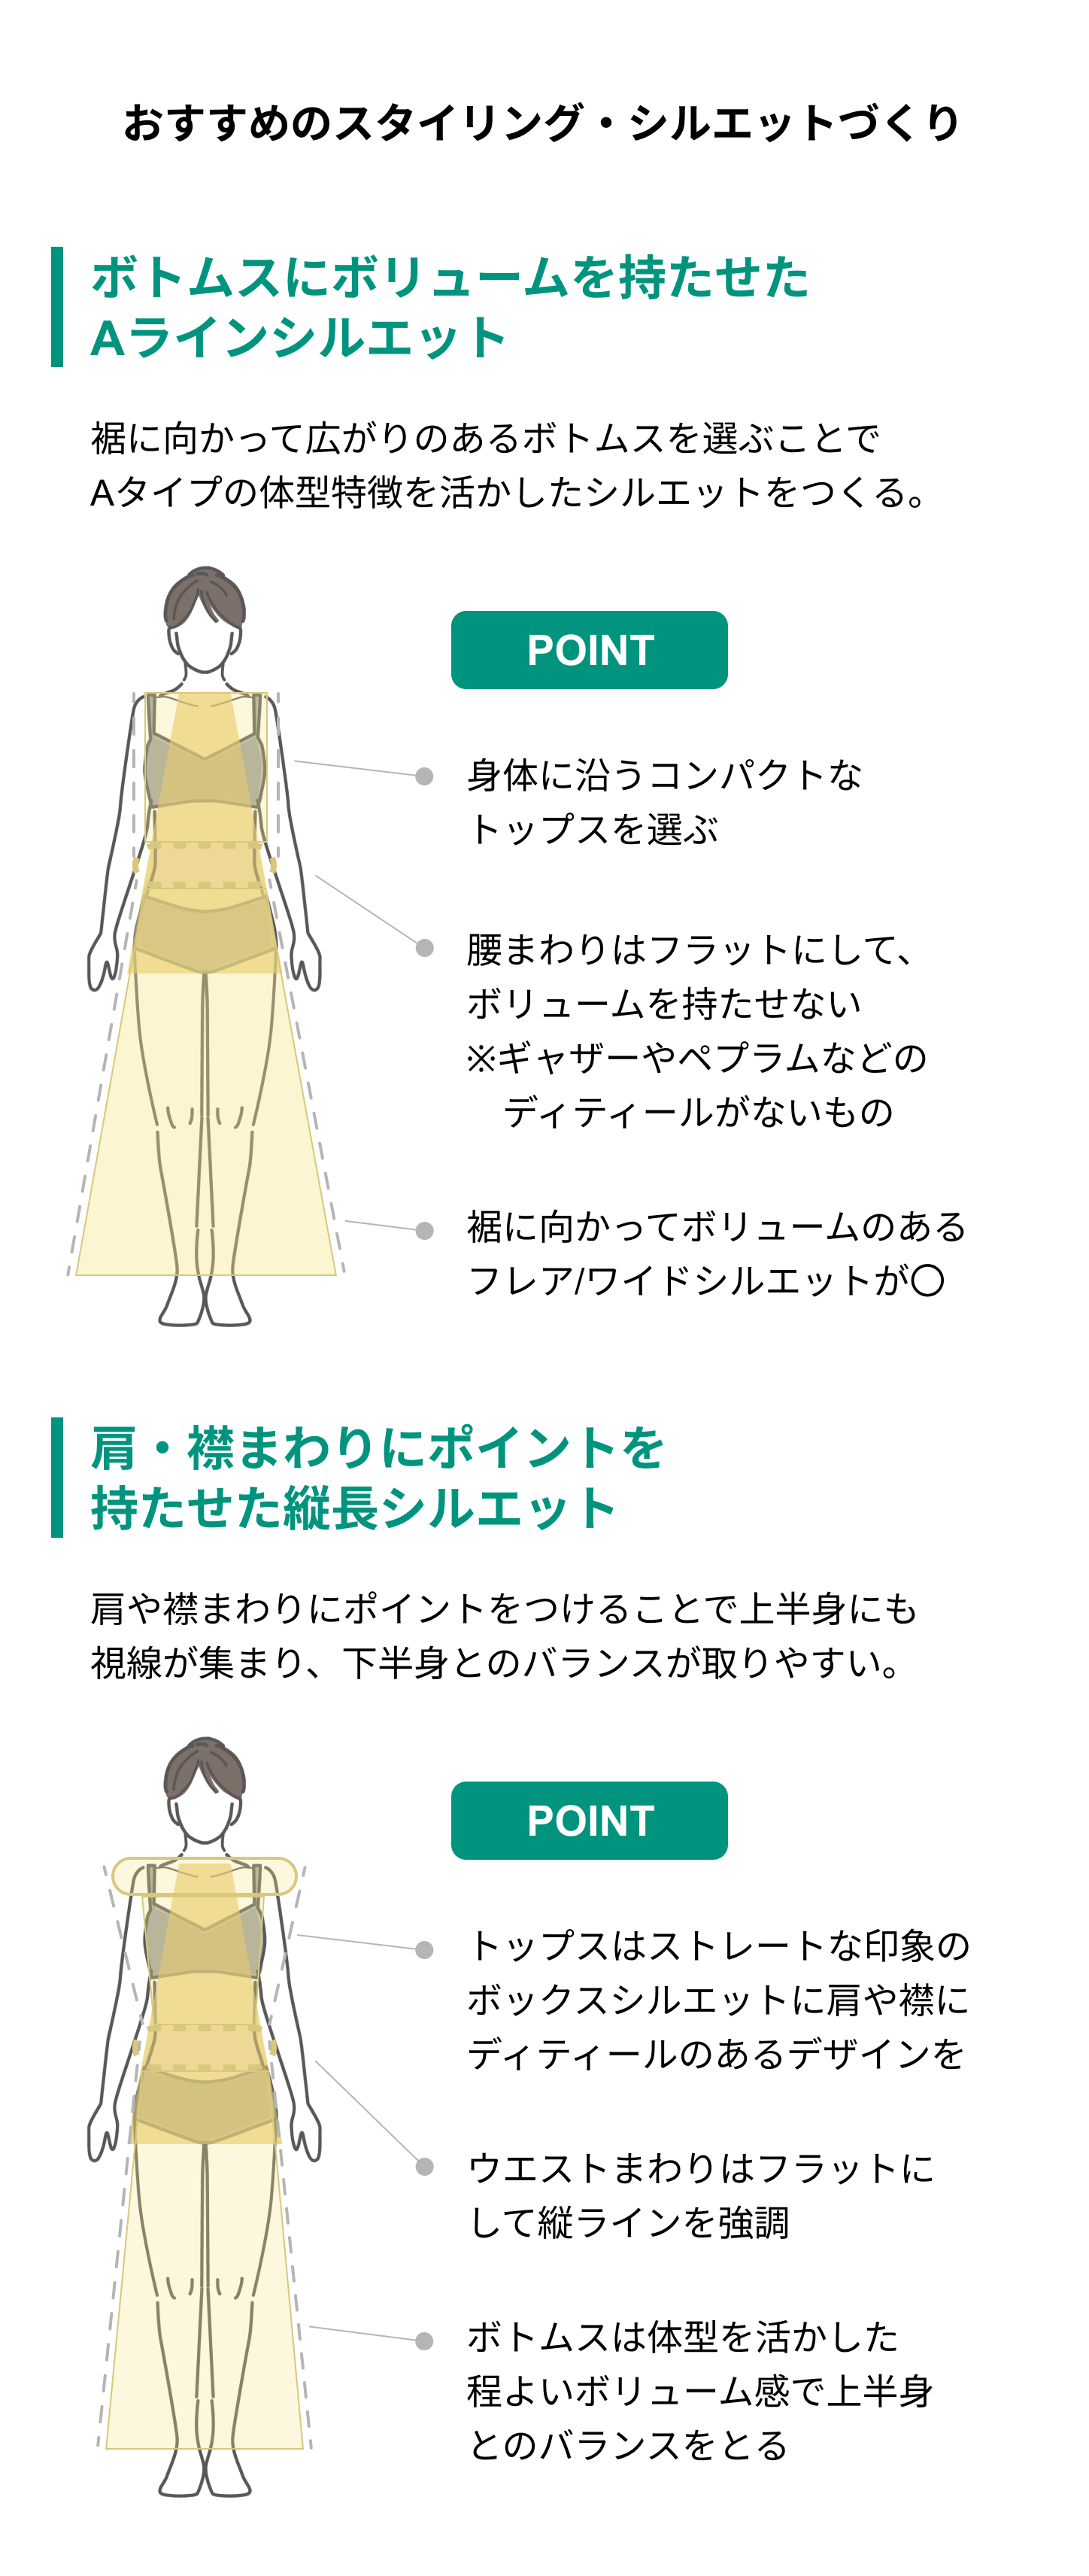 おすすめのスタイリング・シルエットづくり
ボトムスにボリュームを持たせた
Aラインシルエット
裾に向かって広がりのあるボトムスを選ぶことで
Aタイプの体型特徴を活かしたシルエットをつくる。
POINT
身体に沿うコンパクトな
トップスを選ぶ
腰まわりはフラットにして、
ボリュームを持たせない
※ギャザーやペプラムなどの
ディティールがないもの
裾に向かってボリュームのある
フレア/ワイドシルエットが〇
肩・襟まわりにポイントを
持たせた縦長シルエット
肩や襟まわりにポイントをつけることで上半身にも
視線が集まり、下半身とのバランスが取りやすい。
POINT
トップスはストレートな印象の
ボックスシルエットに肩や襟に
ディティールのあるデザインを
ウエストまわりはフラットに
して縦ラインを強調
ボトムスは体型を活かした
程よいボリューム感で上半身
とのバランスをとる